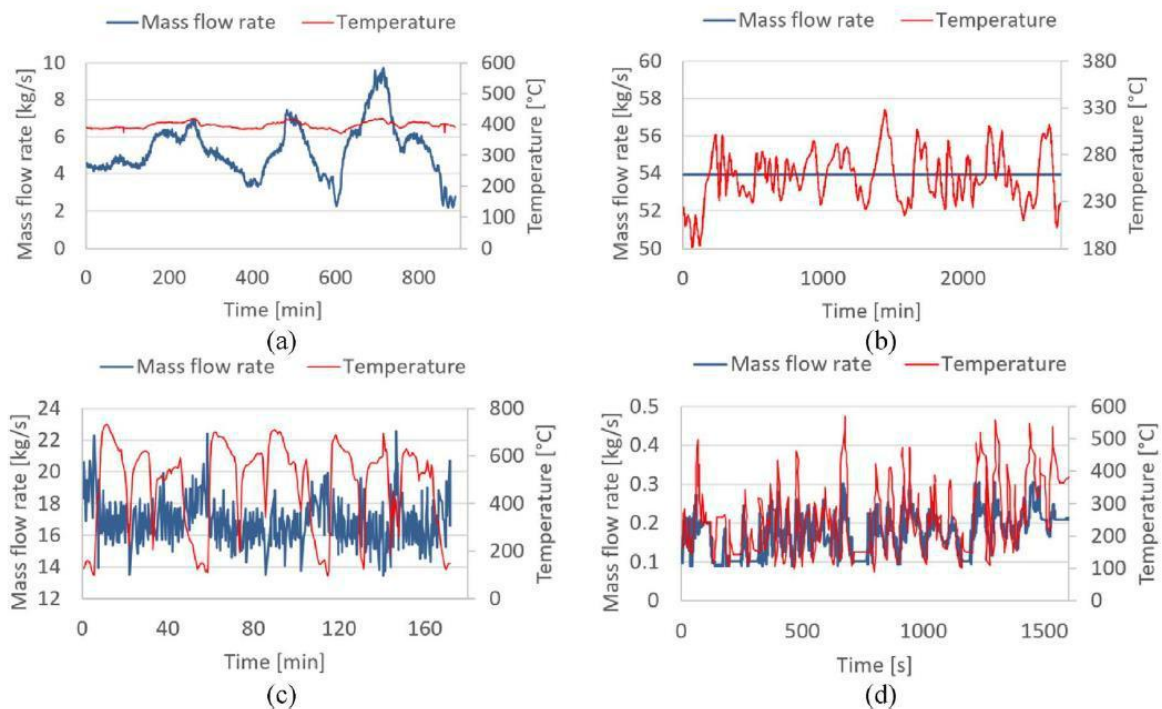 Mass flow rate Temperature
Mass flow rate [kg/s]
10
8
6
4
2
0
600
500
400
300
200
100
0
Temperature [°C]
0 200 400 600 800
Time [min]
(a)
Mass flow rate Temperature
Mass flow rate [kg/s]
60
58
56
54
52
50
380
330
280
230
180
Temperature [°C]
0 1000 2000
Time [min]
(b)
Mass flow rate Temperature
Mass flow rate [kg/s]
24
22
20
18
16
14
12
800
600
400
200
0
Temperature [°C]
0 40 80 120 160
Time [min]
(c)
Mass flow rate Temperature
Mass flow rate [kg/s]
0.5
0.4
0.3
0.2
0.1
0
600
500
400
300
200
100
0
Temperature [°C]
0 500 1000 1500
Time [s]
(d)